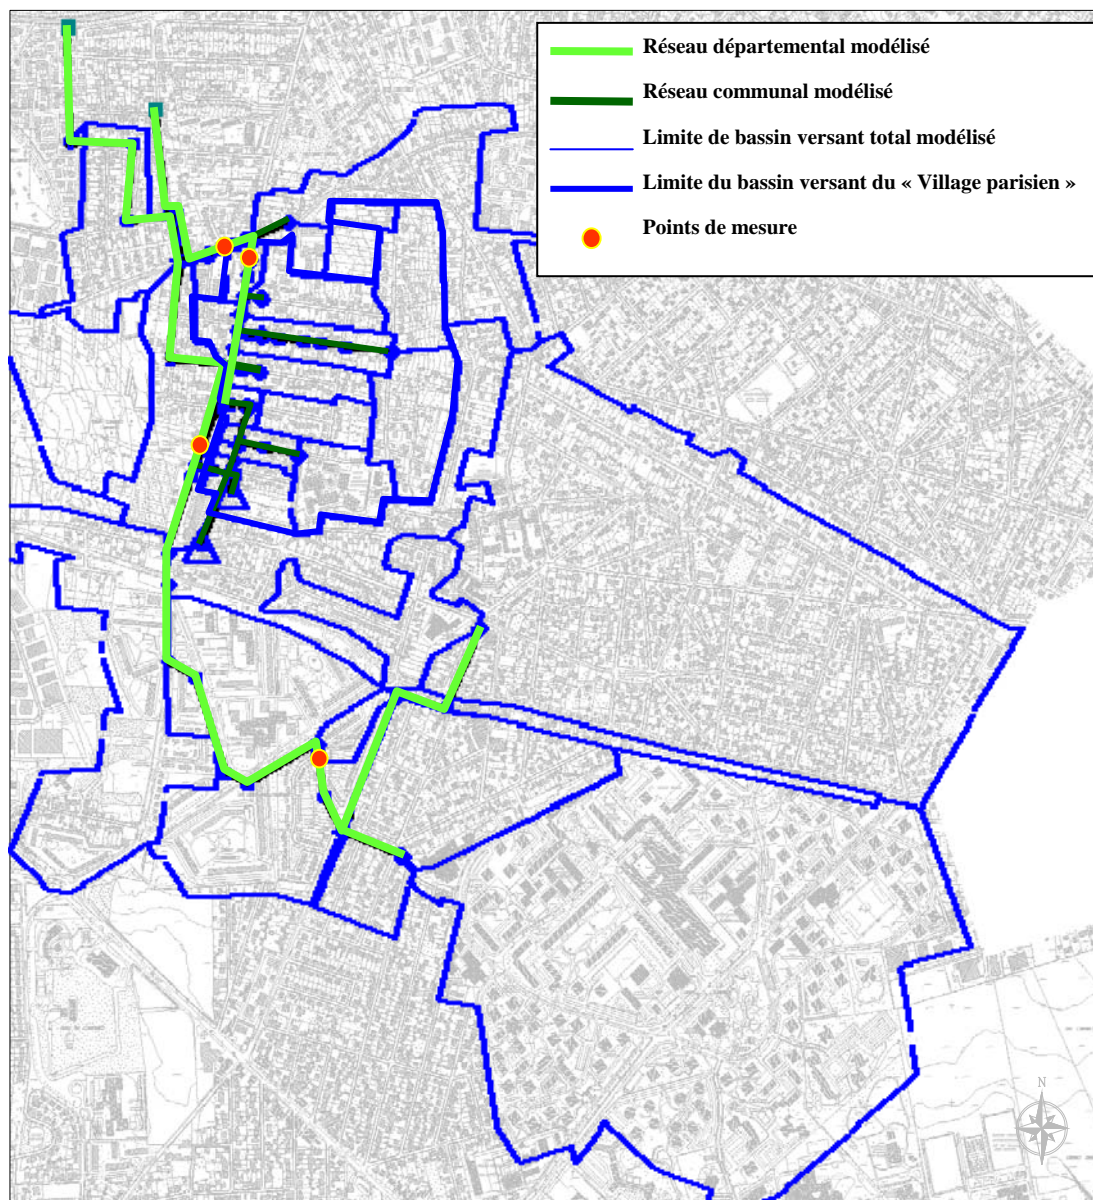 Réseau départemental modélisé
Réseau communal modélisé
Limite de bassin versant total modélisé
Limite du bassin versant du « Village parisien »
Points de mesure
N